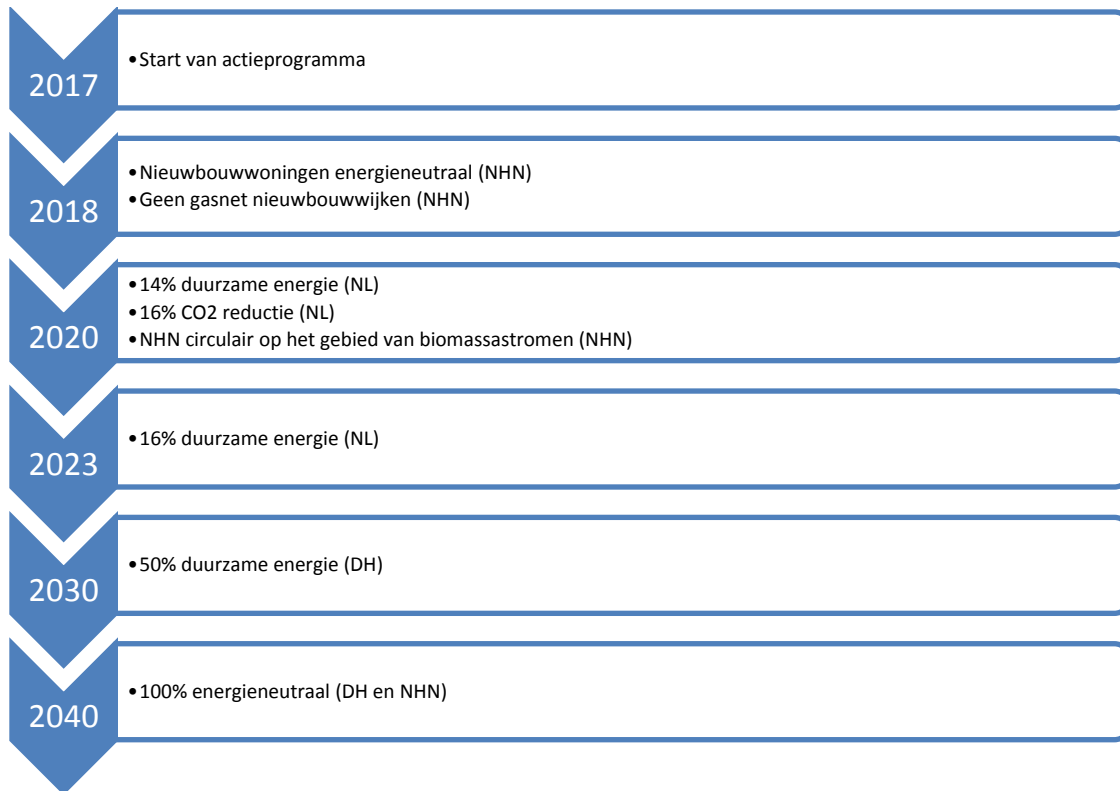 2017
•Start van actieprogramma
2018
•Nieuwbouwwoningen energieneutraal (NHN)
•Geen gasnet nieuwbouwwijken (NHN)
2020
•14% duurzame energie (NL)
•16% CO2 reductie (NL)
•NHN circulair op het gebied van biomassastromen (NHN)
2023
•16% duurzame energie (NL)
2030
•50% duurzame energie (DH)
2040
•100% energieneutraal (DH en NHN)